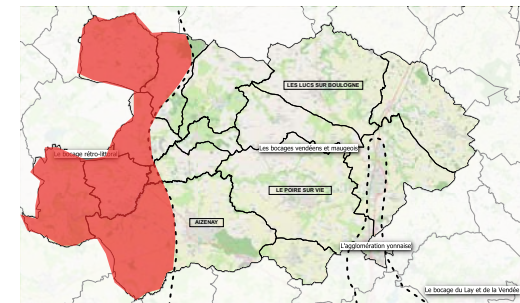 LES LUCS SUR BOULOGNE
Les bocages vendéens et maugeois
Le bocage rétro-littoral
LE POIRE SUR VIE
AIZENAY
L'agglomération yonnaise
Le bocage du Lay et de la Vendée